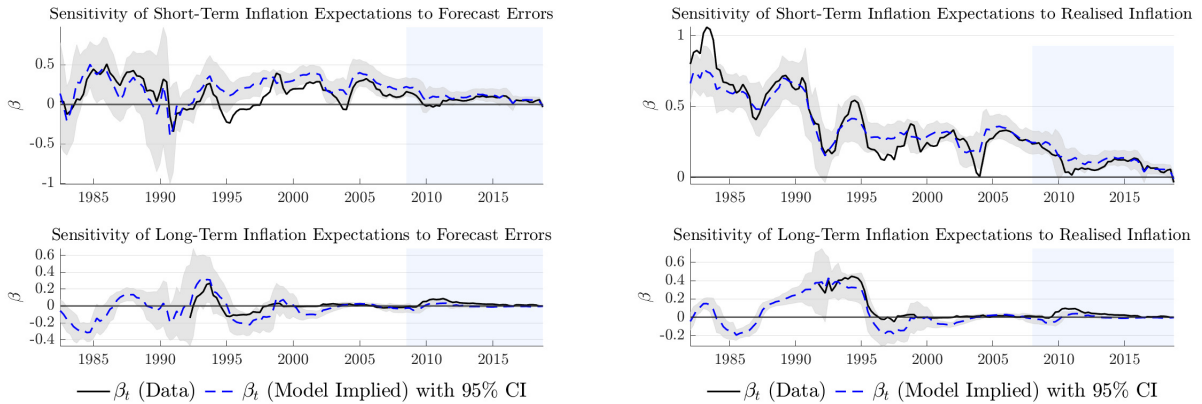 Sensitivity of Short-Term Inflation Expectations to Forecast Errors
0.5
0
-0.5
-1
β
1985 1990 1995 2000 2005 2010 2015
Sensitivity of Short-Term Inflation Expectations to Realised Inflation
1
0.5
0
β
1985 1990 1995 2000 2005 2010 2015
Sensitivity of Long-Term Inflation Expectations to Forecast Errors
0.6
0.4
0.2
0
-0.2
-0.4
β
1985 1990 1995 2000 2005 2010 2015
Sensitivity of Long-Term Inflation Expectations to Realised Inflation
0.6
0.4
0.2
0
-0.2
β
1985 1990 1995 2000 2005 2010 2015
βt (Data) βt (Model Implied) with 95% CI
βt (Data) βt (Model Implied) with 95% CI